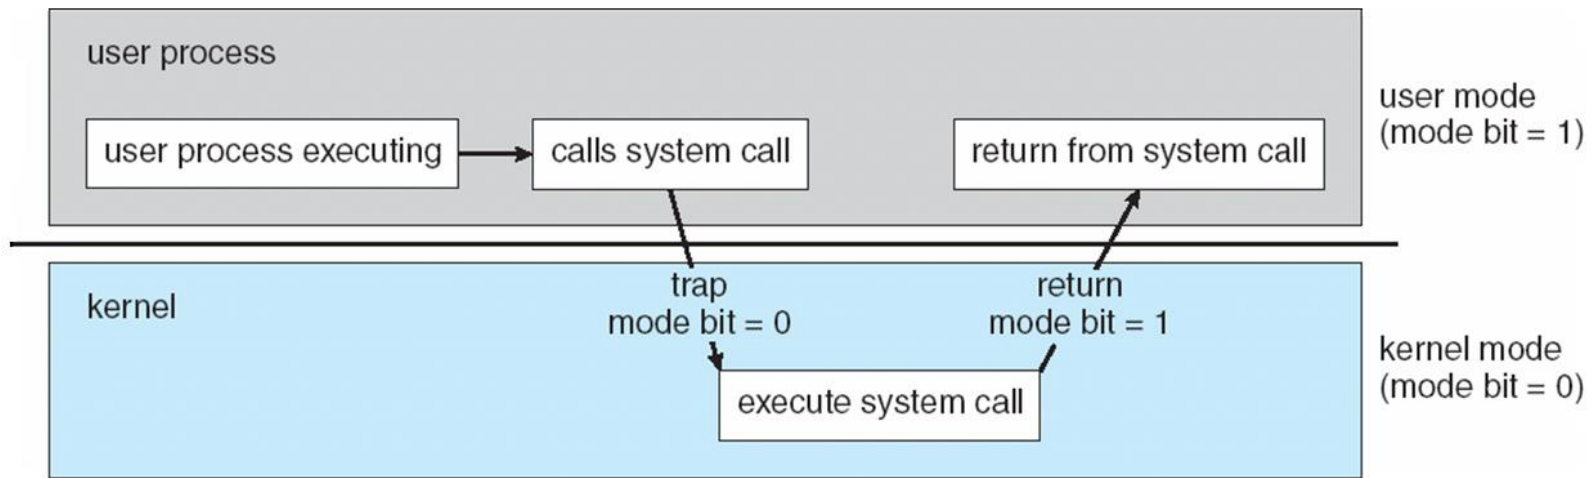 user process
user process executing
calls system call
return from system call
user mode
(mode bit = 1)
kernel
trap
mode bit = 0
return
mode bit = 1
execute system call
kernel mode
(mode bit = 0)